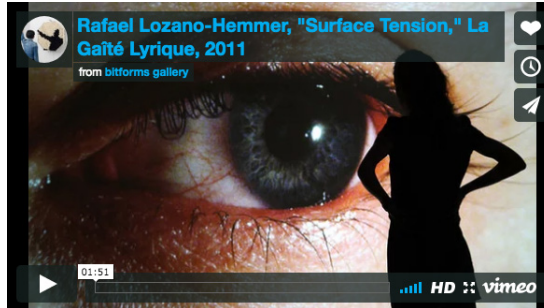 Rafael Lozano-Hemmer, "Surface Tension," La
Gaîté Lyrique, 2011
from bitforms gallery
01:51
HD vimeo